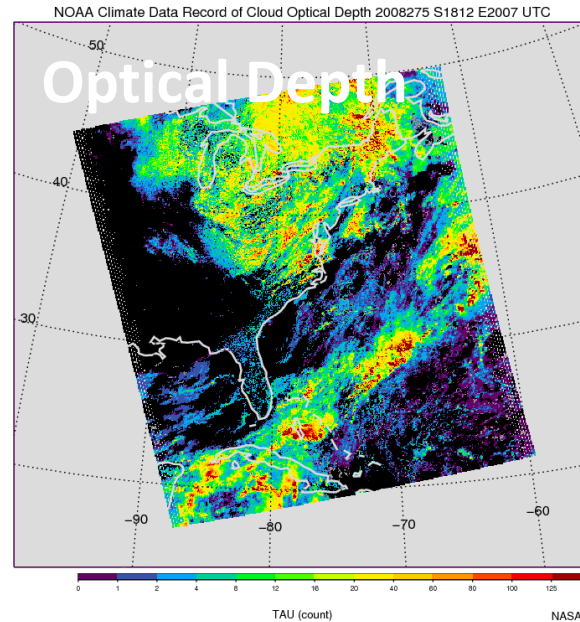 NOAA Climate Data Record of Cloud Optical Depth 2008275 S1812 E2007 UTC
50
Optical Depth
40
30
−90
−80
−70
−60
0 1 2 4 8 12 16 20 40 60 80 100 125
TAU (count)
NASA